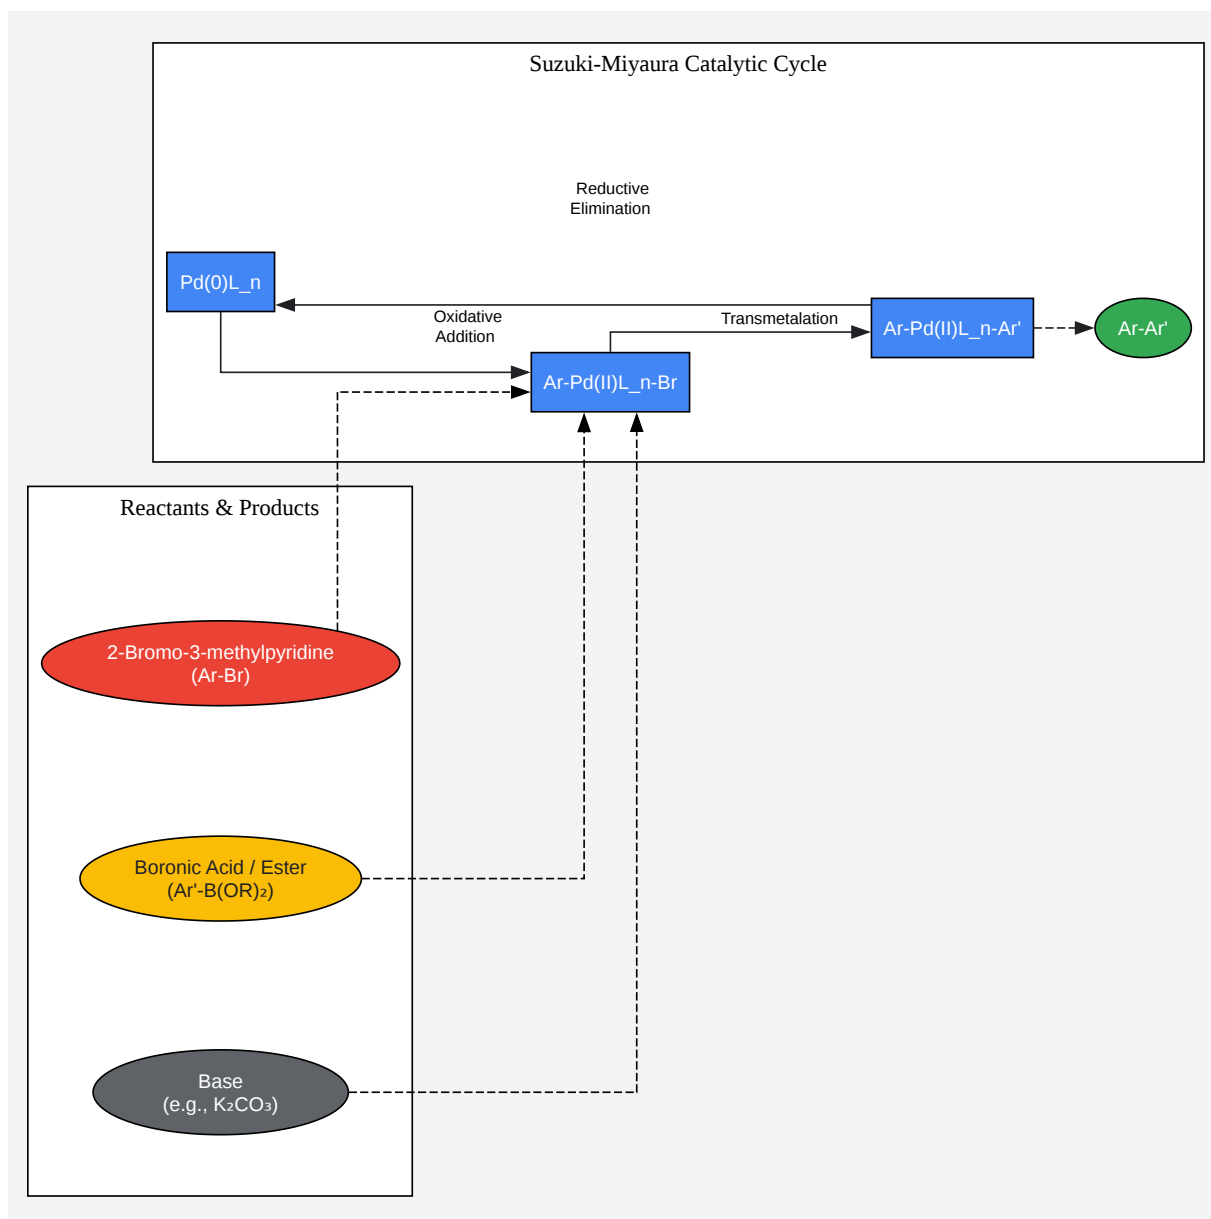 Suzuki-Miyaura Catalytic Cycle
Reductive
Elimination
Pd(0)L_n
Oxidative
Addition
Transmetalation
Ar-Pd(II)L_n-Ar'
Ar-Ar'
Ar-Pd(II)L_n-Br
Reactants & Products
2-Bromo-3-methylpyridine
(Ar-Br)
Boronic Acid / Ester
(Ar'-B(OR)₂)
Base
(e.g., K₂CO₃)